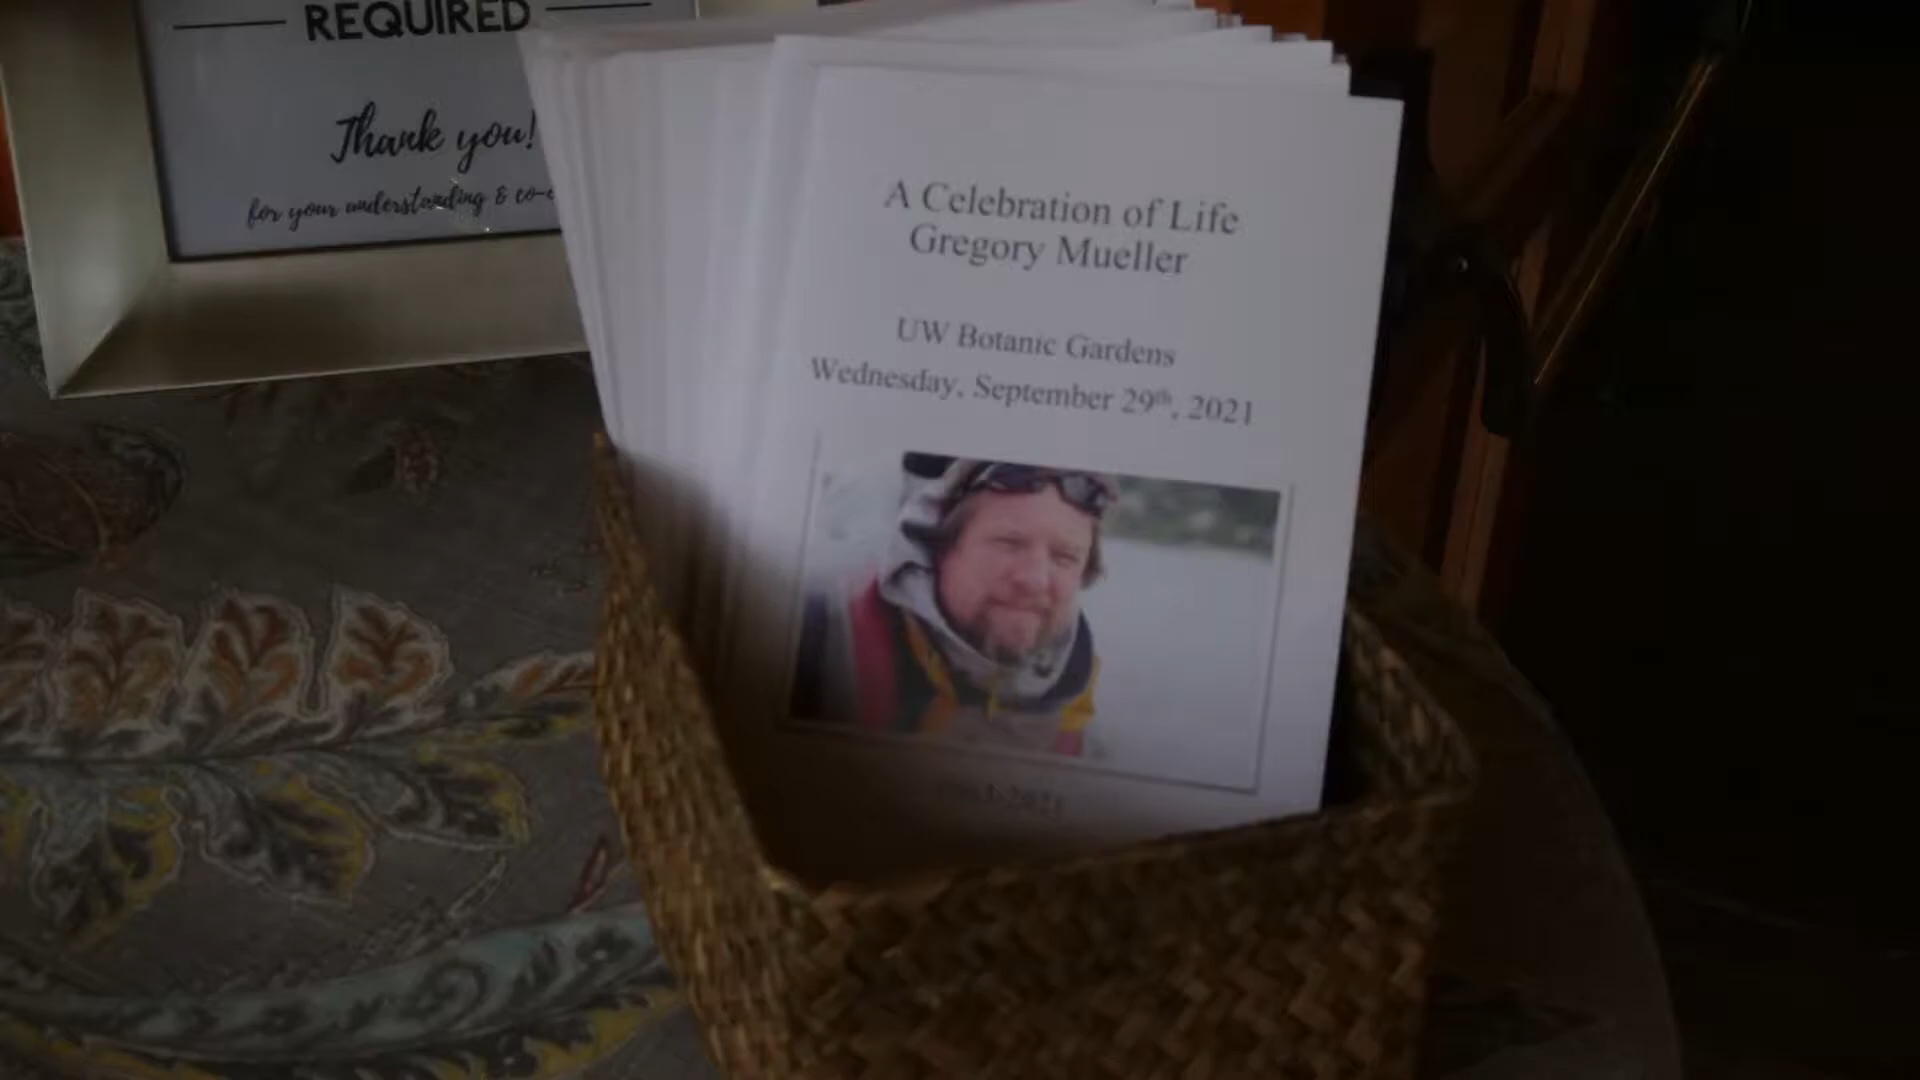 REQUIRED
Thank you!
for your understanding &
A Celebration of Life
Gregory Mueller
UW Botanic Gardens
Wednesday, September 29th, 2021